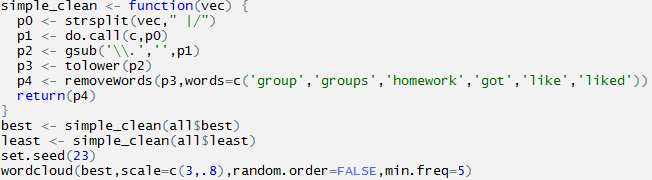 simple_clean <- function(vec) {
  p0 <- strsplit(vec," |/")
  p1 <- do.call(c,p0)
  p2 <- gsub('\\.','',p1)
  p3 <- tolower(p2)
  p4 <- removeWords(p3,words=c('group','groups','homework','got','like','liked'))
  return(p4)
}
best <- simple_clean(all$best)
least <- simple_clean(all$least)
set.seed(23)
wordcloud(best,scale=c(3,.8),random.order=FALSE,min.freq=5)